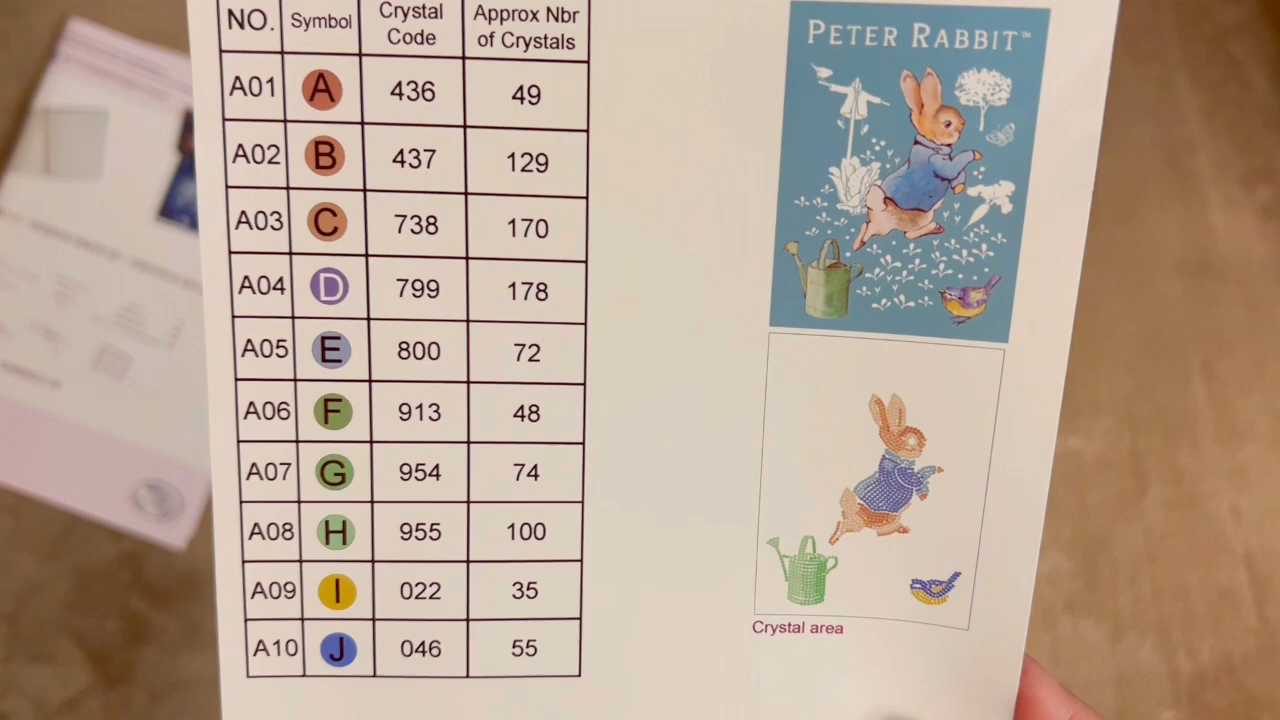 NO. Symbol Crystal Code Approx Nbr of Crystals
A01 A 436 49
A02 B 437 129
A03 C 738 170
A04 D 799 178
A05 E 800 72
A06 F 913 48
A07 G 954 74
A08 H 955 100
A09 I 022 35
A10 J 046 55
PETER RABBIT™
Crystal area